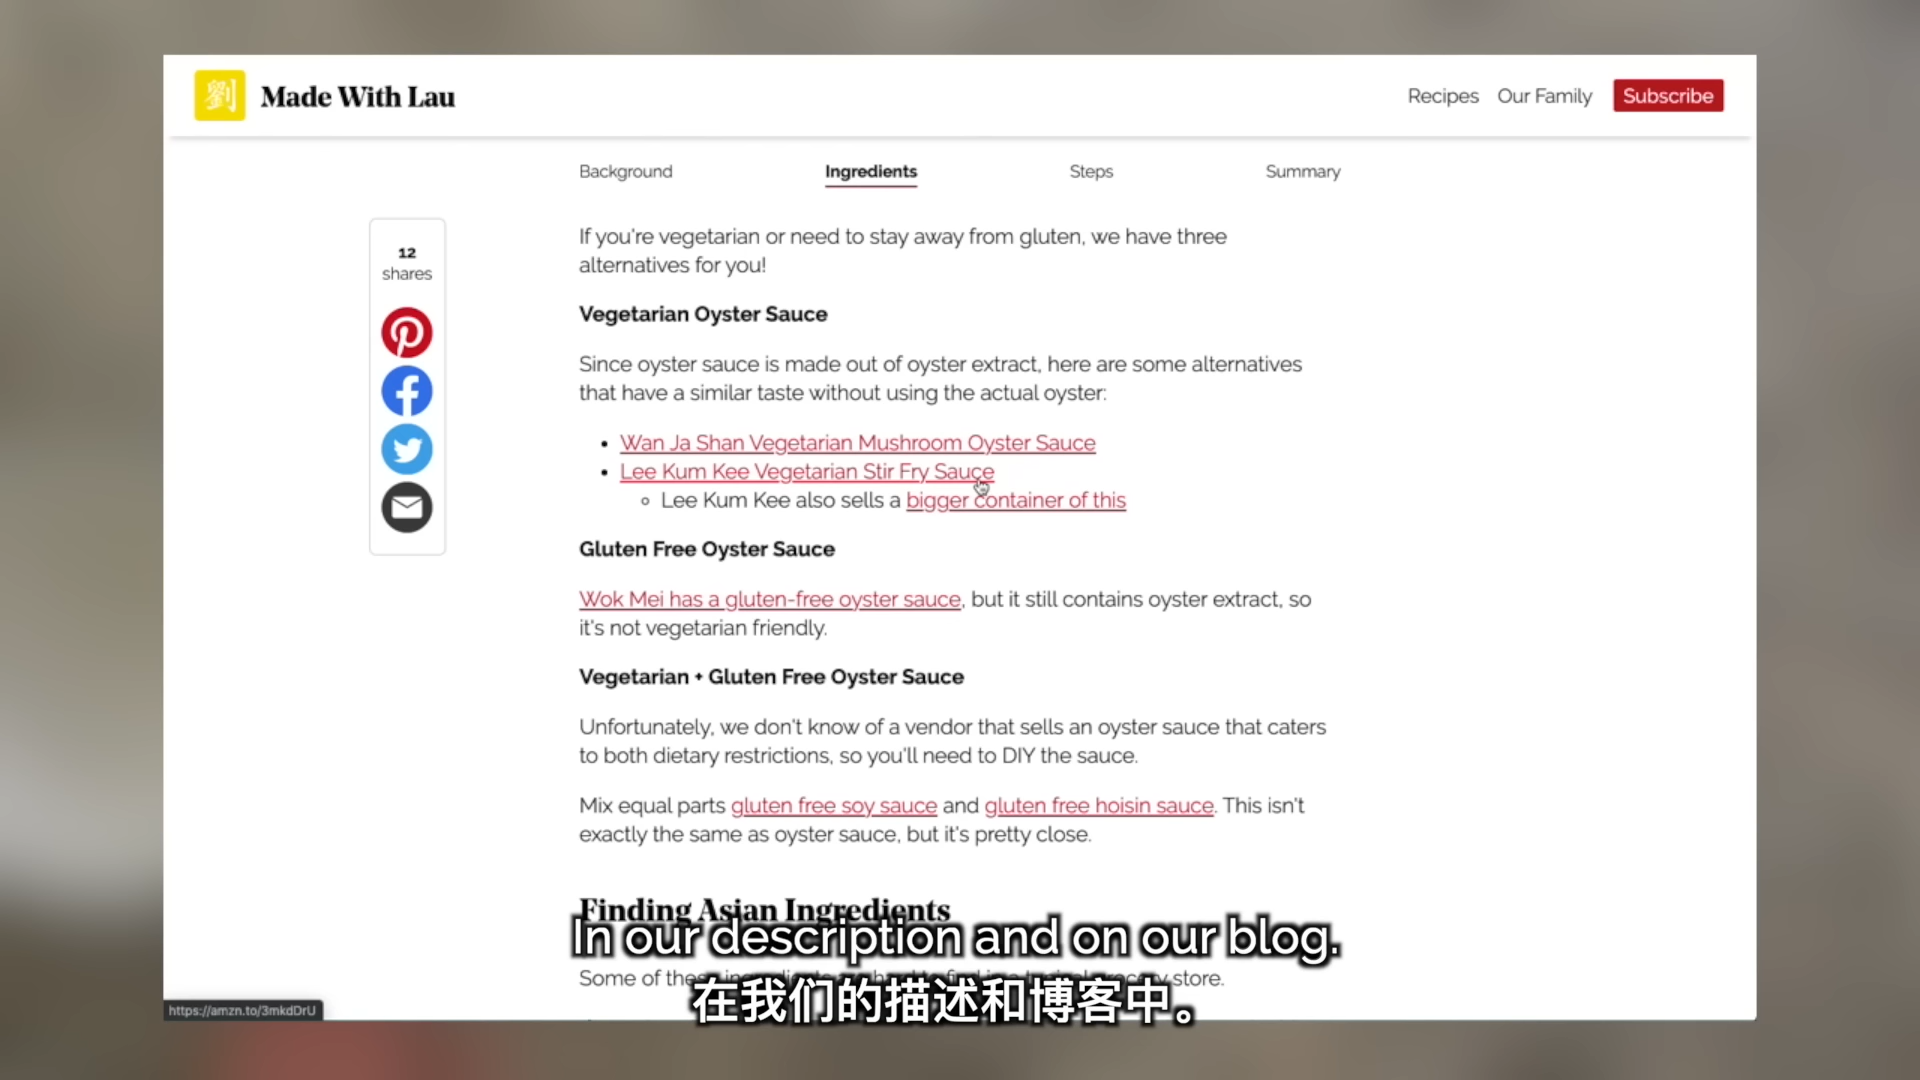 劉 Made With Lau
Recipes Our Family Subscribe
Background Ingredients Steps Summary
12
shares
If you're vegetarian or need to stay away from gluten, we have three
alternatives for you!
Vegetarian Oyster Sauce
Since oyster sauce is made out of oyster extract, here are some alternatives
that have a similar taste without using the actual oyster:
• Wan Ja Shan Vegetarian Mushroom Oyster Sauce
• Lee Kum Kee Vegetarian Stir Fry Sauce
◦ Lee Kum Kee also sells a bigger container of this
Gluten Free Oyster Sauce
Wok Mei has a gluten-free oyster sauce, but it still contains oyster extract, so
it's not vegetarian friendly.
Vegetarian + Gluten Free Oyster Sauce
Unfortunately, we don't know of a vendor that sells an oyster sauce that caters
to both dietary restrictions, so you'll need to DIY the sauce.
Mix equal parts gluten free soy sauce and gluten free hoisin sauce. This isn't
exactly the same as oyster sauce, but it's pretty close.
Finding Asian Ingredients
In our description and on our blog.
Some of these store.
在我们的描述和博客中。
https://amzn.to/3mkdDrU